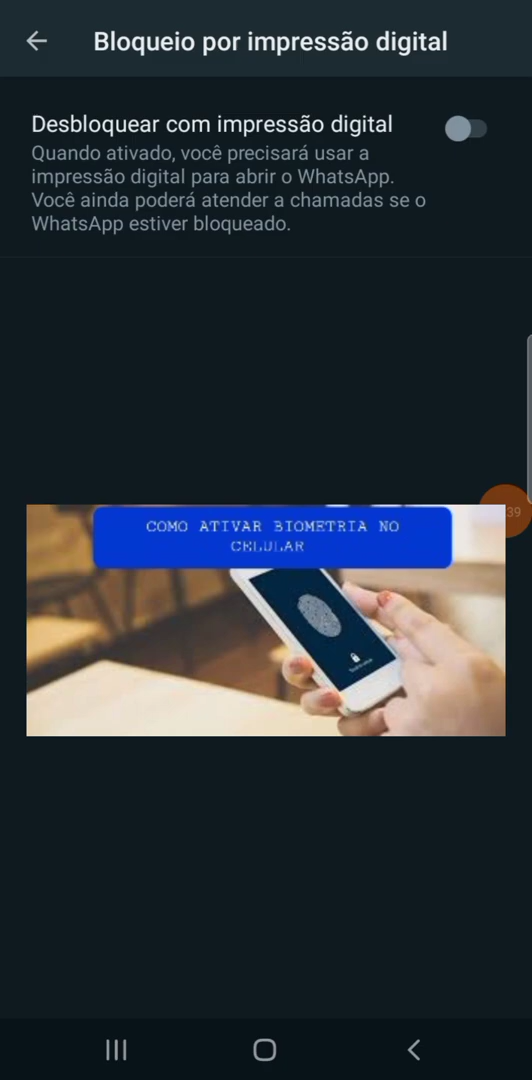 Bloqueio por impressão digital
Desbloquear com impressão digital
Quando ativado, você precisará usar a
impressão digital para abrir o WhatsApp.
Você ainda poderá atender a chamadas se o
WhatsApp estiver bloqueado.
39
COMO ATIVAR BIOMETRIA NO
CELULAR